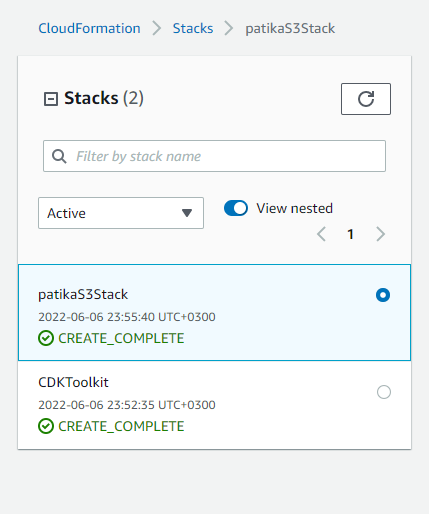 CloudFormation > Stacks > patikaS3Stack
Stacks (2)
Filter by stack name
Active
View nested
< 1 >
patikaS3Stack
2022-06-06 23:55:40 UTC+0300
CREATE_COMPLETE
CDKToolkit
2022-06-06 23:52:35 UTC+0300
CREATE_COMPLETE